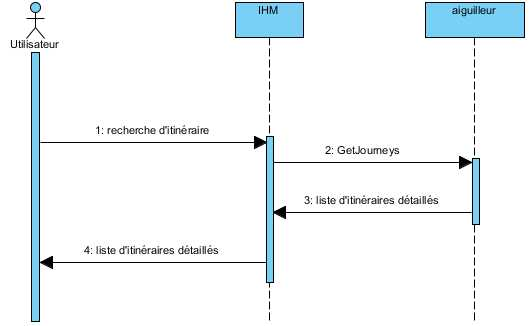 Utilisateur
IHM
aiguilleur
1: recherche d'itinéraire
2: GetJourneys
3: liste d'itinéraires détaillés
4: liste d'itinéraires détaillés